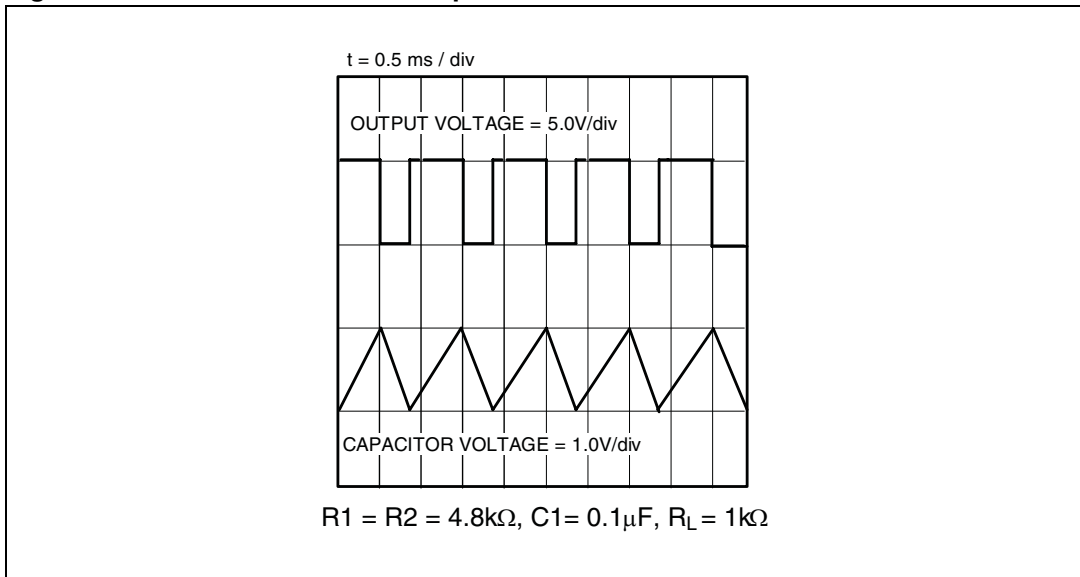 t = 0.5 ms / div
OUTPUT VOLTAGE = 5.0V/div
CAPACITOR VOLTAGE = 1.0V/div
R1 = R2 = 4.8kΩ, C1= 0.1μF, RL= 1kΩ